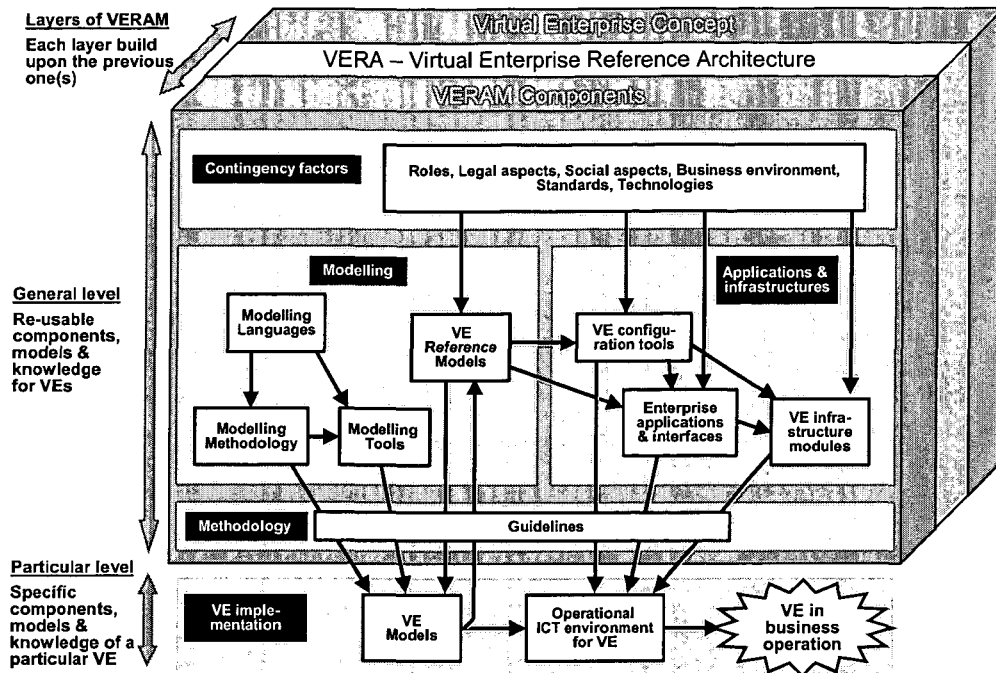 Layers of VERAM
Each layer build
upon the previous
one(s)
Virtual Enterprise Concept
VERA – Virtual Enterprise Reference Architecture
VERAM Components
Contingency factors
Roles, Legal aspects, Social aspects, Business environment,
Standards, Technologies
General level
Re-usable
components,
models &
knowledge
for VEs
Modelling
Applications &
infrastructures
Modelling
Languages
VE
Reference
Models
VE configu-
ration tools
Modelling
Methodology
Modelling
Tools
Enterprise
applications
& interfaces
VE infra-
structure
modules
Methodology
Guidelines
Particular level
Specific
components,
models &
knowledge of a
particular VE
VE imple-
mentation
VE
Models
Operational
ICT environment
for VE
VE in
business
operation